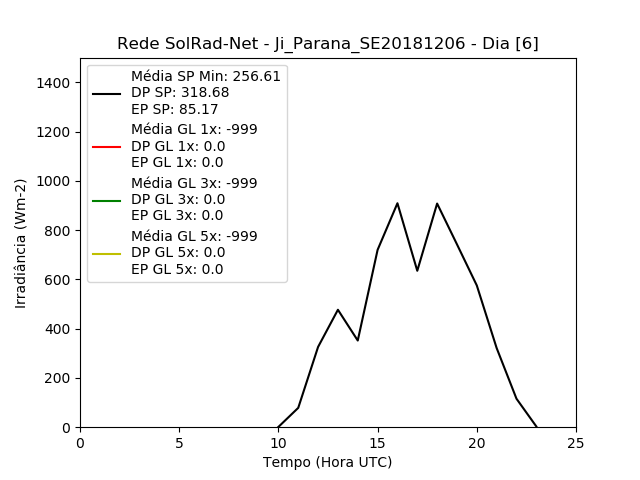 Rede SolRad-Net - Ji_Parana_SE20181206 - Dia [6]
Média SP Min: 256.61
DP SP: 318.68
EP SP: 85.17
Média GL 1x: -999
DP GL 1x: 0.0
EP GL 1x: 0.0
Média GL 3x: -999
DP GL 3x: 0.0
EP GL 3x: 0.0
Média GL 5x: -999
DP GL 5x: 0.0
EP GL 5x: 0.0
Irradiância (Wm-2)
1400
1200
1000
800
600
400
200
0
0 5 10 15 20 25
Tempo (Hora UTC)